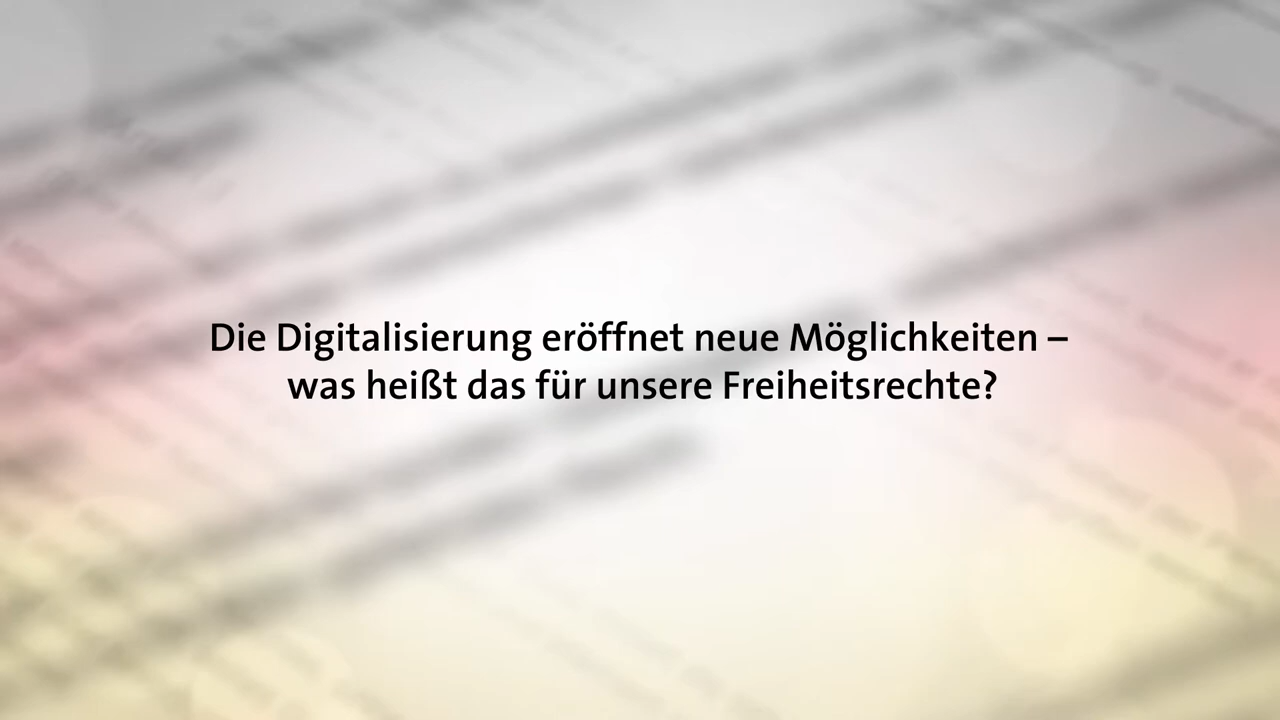 Die Digitalisierung eröffnet neue Möglichkeiten –
was heißt das für unsere Freiheitsrechte?